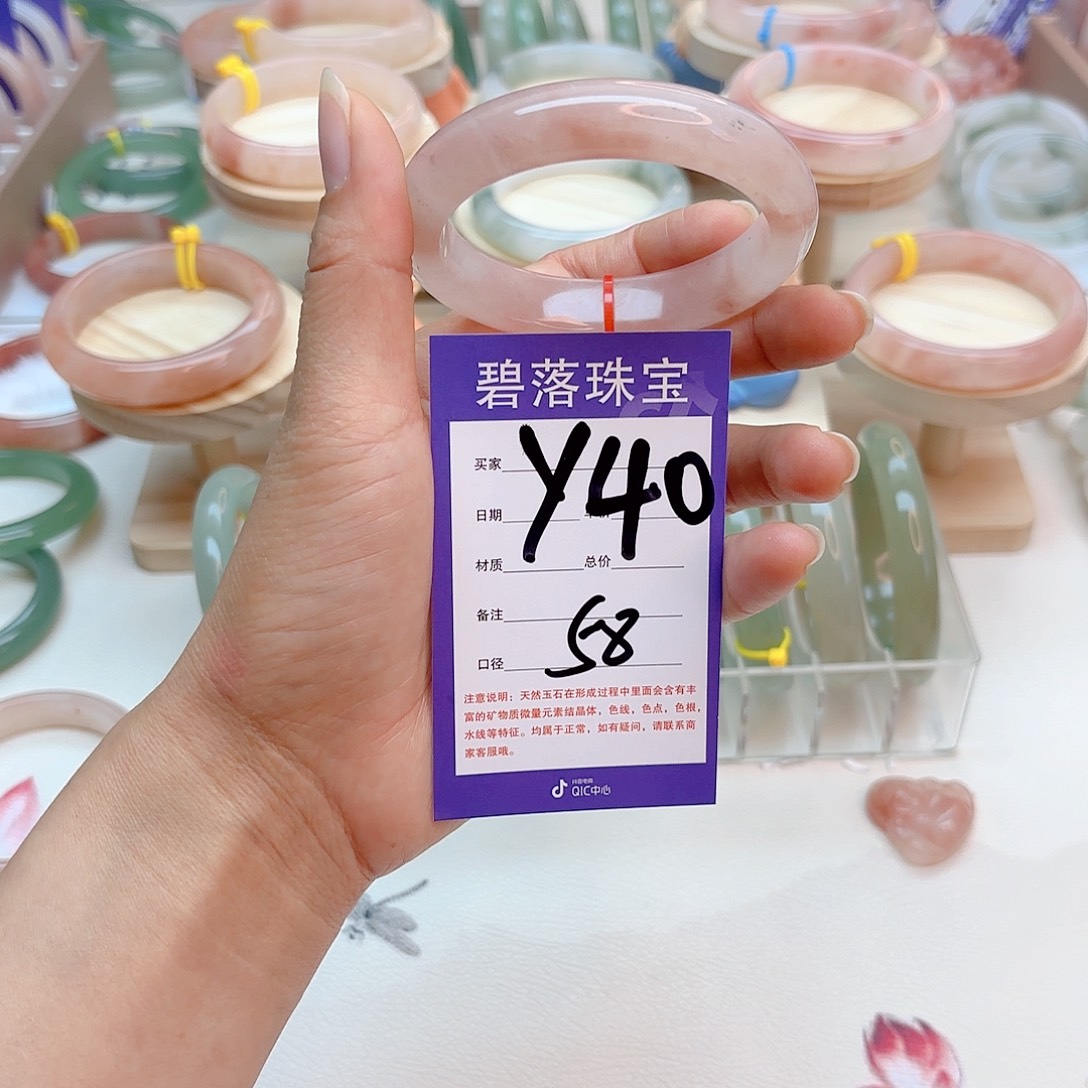 碧落珠宝
买家
Y40
日期
材质 总价
备注
58
口径
注意说明：天然玉石在形成过程中里面会含有丰
富的矿物质微量元素结晶体，色线，色点，色根，
水线等特征。均属于正常，如有疑问，请联系商
家客服哦。
抖音电商
QIC中心